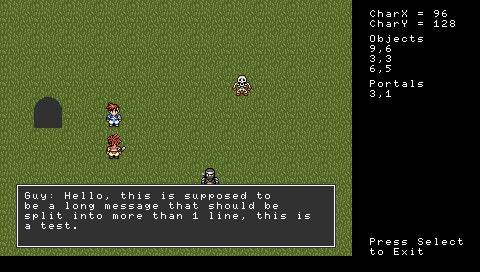 CharX = 96
CharY = 128
Objects
9,6
3,3
6,5
Portals
3,1
Guy: Hello, this is supposed to
be a long message that should be
split into more than 1 line, this is
a test.
Press Select
to Exit